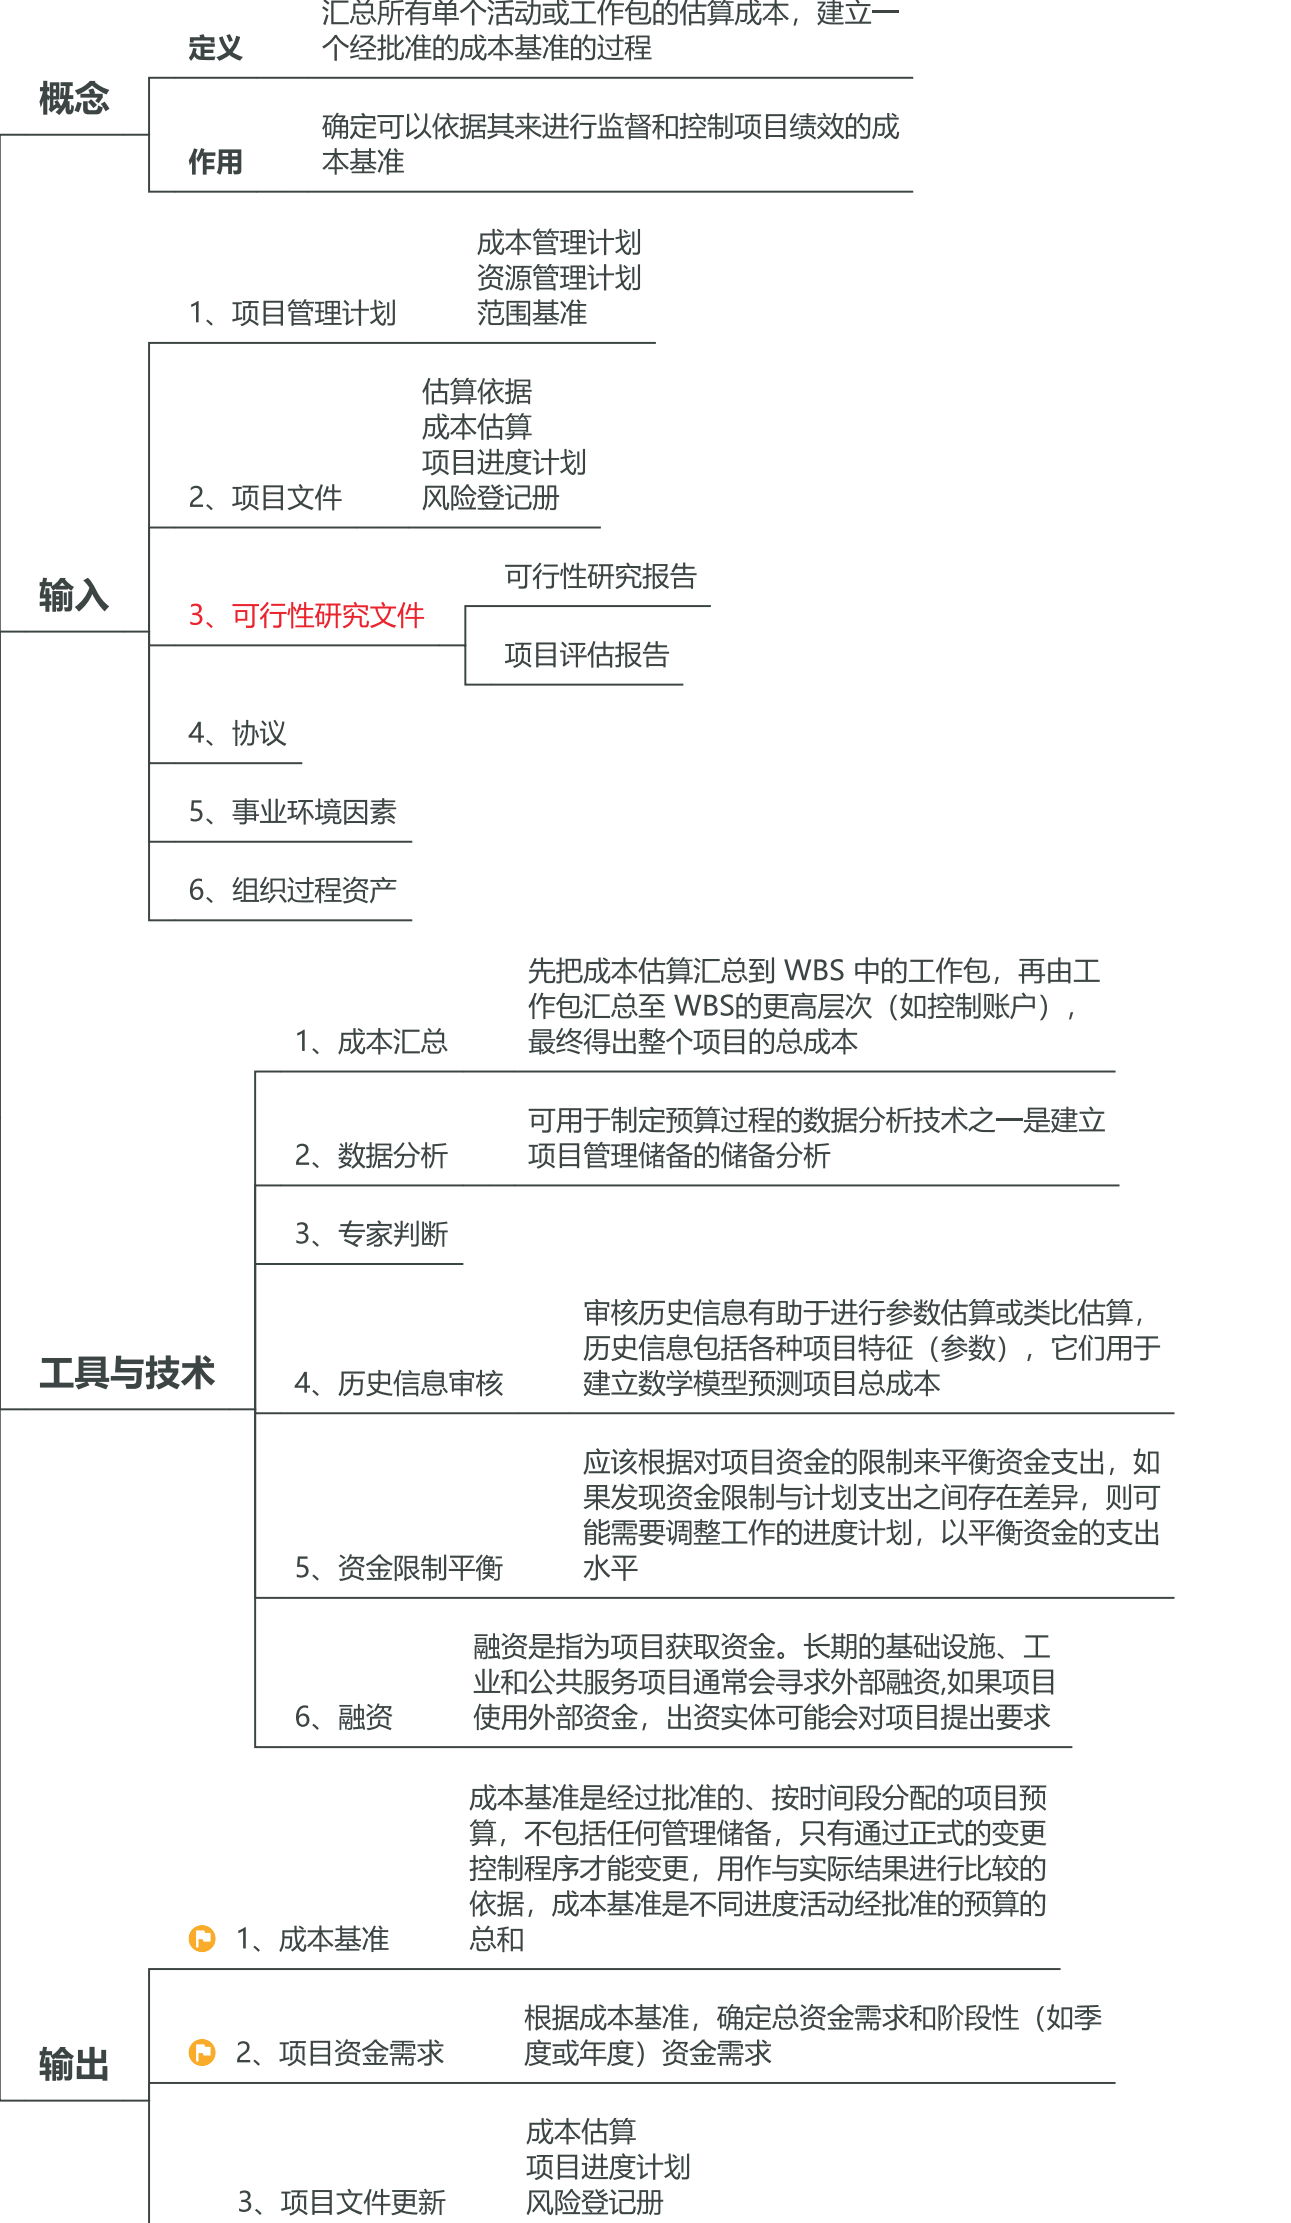 汇总所有单个活动或工作包的估算成本，建立一
个经批准的成本基准的过程
定义
概念
确定可以依据其来进行监督和控制项目绩效的成
本基准
作用
成本管理计划
资源管理计划
范围基准
1、项目管理计划
估算依据
成本估算
项目进度计划
风险登记册
2、项目文件
输入
可行性研究报告
3、可行性研究文件
项目评估报告
4、协议
5、事业环境因素
6、组织过程资产
先把成本估算汇总到 WBS 中的工作包，再由工
作包汇总至 WBS的更高层次（如控制账户），
最终得出整个项目的总成本
1、成本汇总
可用于制定预算过程的数据分析技术之一是建立
项目管理储备的储备分析
2、数据分析
3、专家判断
工具与技术
审核历史信息有助于进行参数估算或类比估算，
历史信息包括各种项目特征（参数），它们用于
建立数学模型预测项目总成本
4、历史信息审核
应该根据对项目资金的限制来平衡资金支出，如
果发现资金限制与计划支出之间存在差异，则可
能需要调整工作的进度计划，以平衡资金的支出
水平
5、资金限制平衡
融资是指为项目获取资金。长期的基础设施、工
业和公共服务项目通常会寻求外部融资,如果项目
使用外部资金，出资实体可能会对项目提出要求
6、融资
成本基准是经过批准的、按时间段分配的项目预
算，不包括任何管理储备，只有通过正式的变更
控制程序才能变更，用作与实际结果进行比较的
依据，成本基准是不同进度活动经批准的预算的
总和
1、成本基准
根据成本基准，确定总资金需求和阶段性（如季
度或年度）资金需求
2、项目资金需求
输出
成本估算
项目进度计划
风险登记册
3、项目文件更新